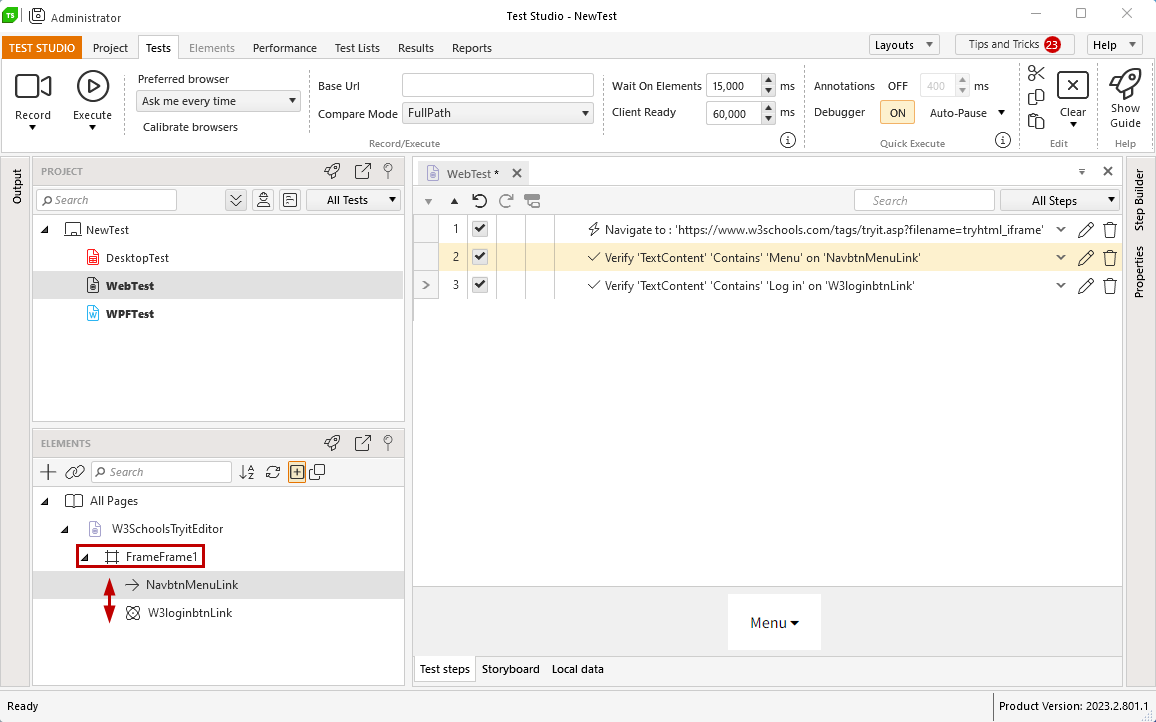 TS
Administrator
Test Studio - NewTest
TEST STUDIO Project Tests Elements Performance Test Lists Results Reports
Layouts Tips and Tricks 23 Help
Record
Execute
Preferred browser
Ask me every time
Calibrate browsers
Base Url
Compare Mode FullPath
Wait On Elements 15,000 ms
Client Ready 60,000 ms
Record/Execute
Annotations OFF 400 ms
Debugger ON Auto-Pause
Quick Execute
Clear
Edit
Show
Guide
Help
Output
PROJECT
Search
All Tests
NewTest
DesktopTest
WebTest
WPFTest
ELEMENTS
Search
All Pages
W3SchoolsTryitEditor
FrameFrame1
NavbtnMenuLink
W3loginbtnLink
WebTest *
Search
All Steps
1 Navigate to : 'https://www.w3schools.com/tags/tryit.asp?filename=tryhtml_iframe'
2 Verify 'TextContent' 'Contains' 'Menu' on 'NavbtnMenuLink'
3 Verify 'TextContent' 'Contains' 'Log in' on 'W3loginbtnLink'
Menu
Test steps Storyboard Local data
Step Builder
Properties
Ready
Product Version: 2023.2.801.1